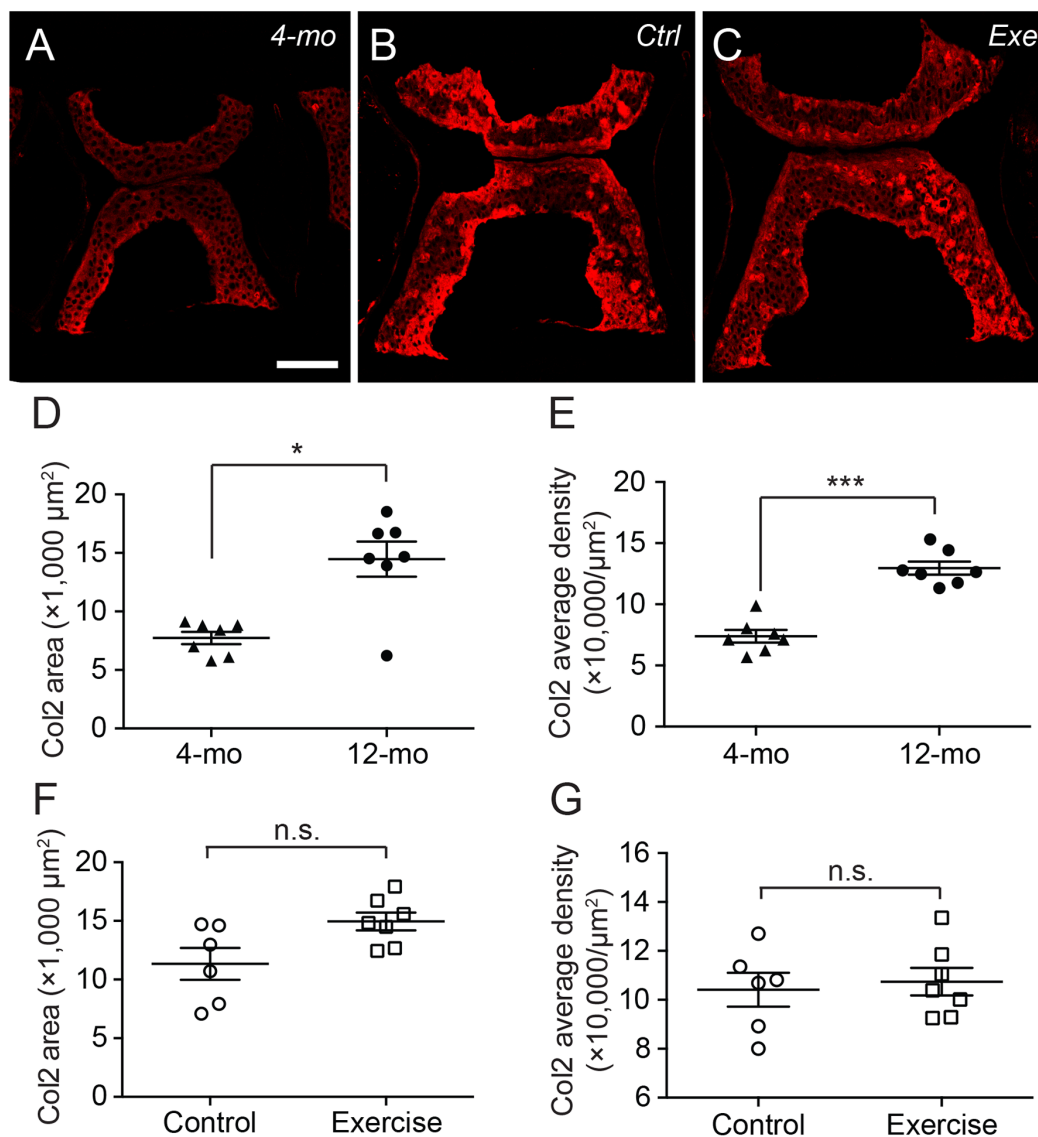 A
4-mo
B
Ctrl
C
Exe
D
Col2 area (×1,000 µm²)
*
20
15
10
5
0
4-mo
12-mo
E
Col2 average density
(×10,000/µm²)
***
20
15
10
5
0
4-mo
12-mo
F
Col2 area (×1,000 µm²)
n.s.
20
15
10
5
0
Control
Exercise
G
Col2 average density
(×10,000/µm²)
n.s.
16
14
12
10
8
6
Control
Exercise